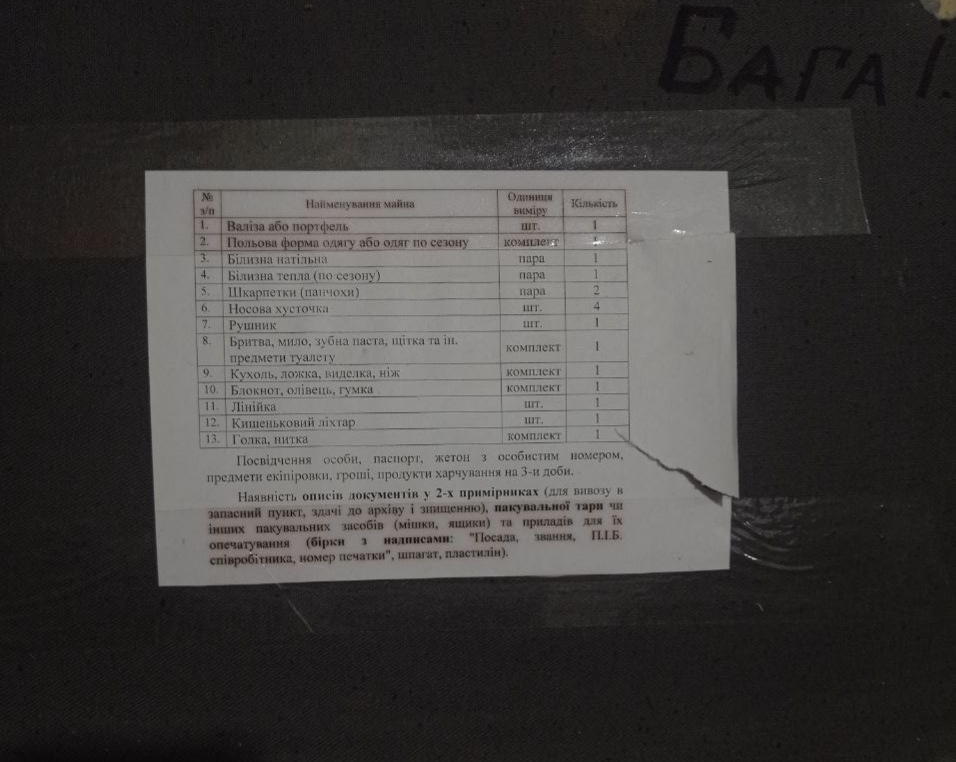 БАГАІ.
№ з/п Найменування майна Одиниця виміру Кількість
1. Валіза або портфель шт. 1
2. Польова форма одягу або одяг по сезону комплект 1
3. Білизна натільна пара 1
4. Білизна тепла (по сезону) пара 1
5. Шкарпетки (панчохи) пара 2
6. Носова хусточка шт. 4
7. Рушник шт. 1
8. Бритва, мило, зубна паста, щітка та ін.
предмети туалету комплект 1
9. Кухоль, ложка, виделка, ніж комплект 1
10. Блокнот, олівець, гумка комплект 1
11. Лінійка шт. 1
12. Кишеньковий ліхтар шт. 1
13. Голка, нитка комплект 1
Посвідчення особи, паспорт, жетон з особистим номером,
предмети екіпіровки, гроші, продукти харчування на 3-и доби.
Наявність описів документів у 2-х примірниках (для вивозу в
запасний пункт, здачі до архіву і знищенню), пакувальної тари чи
інших пакувальних засобів (мішки, ящики) та приладів для їх
опечатування (бірки з надписами: "Посада, звання, П.І.Б.
співробітника, номер печатки", шпагат, пластилін).